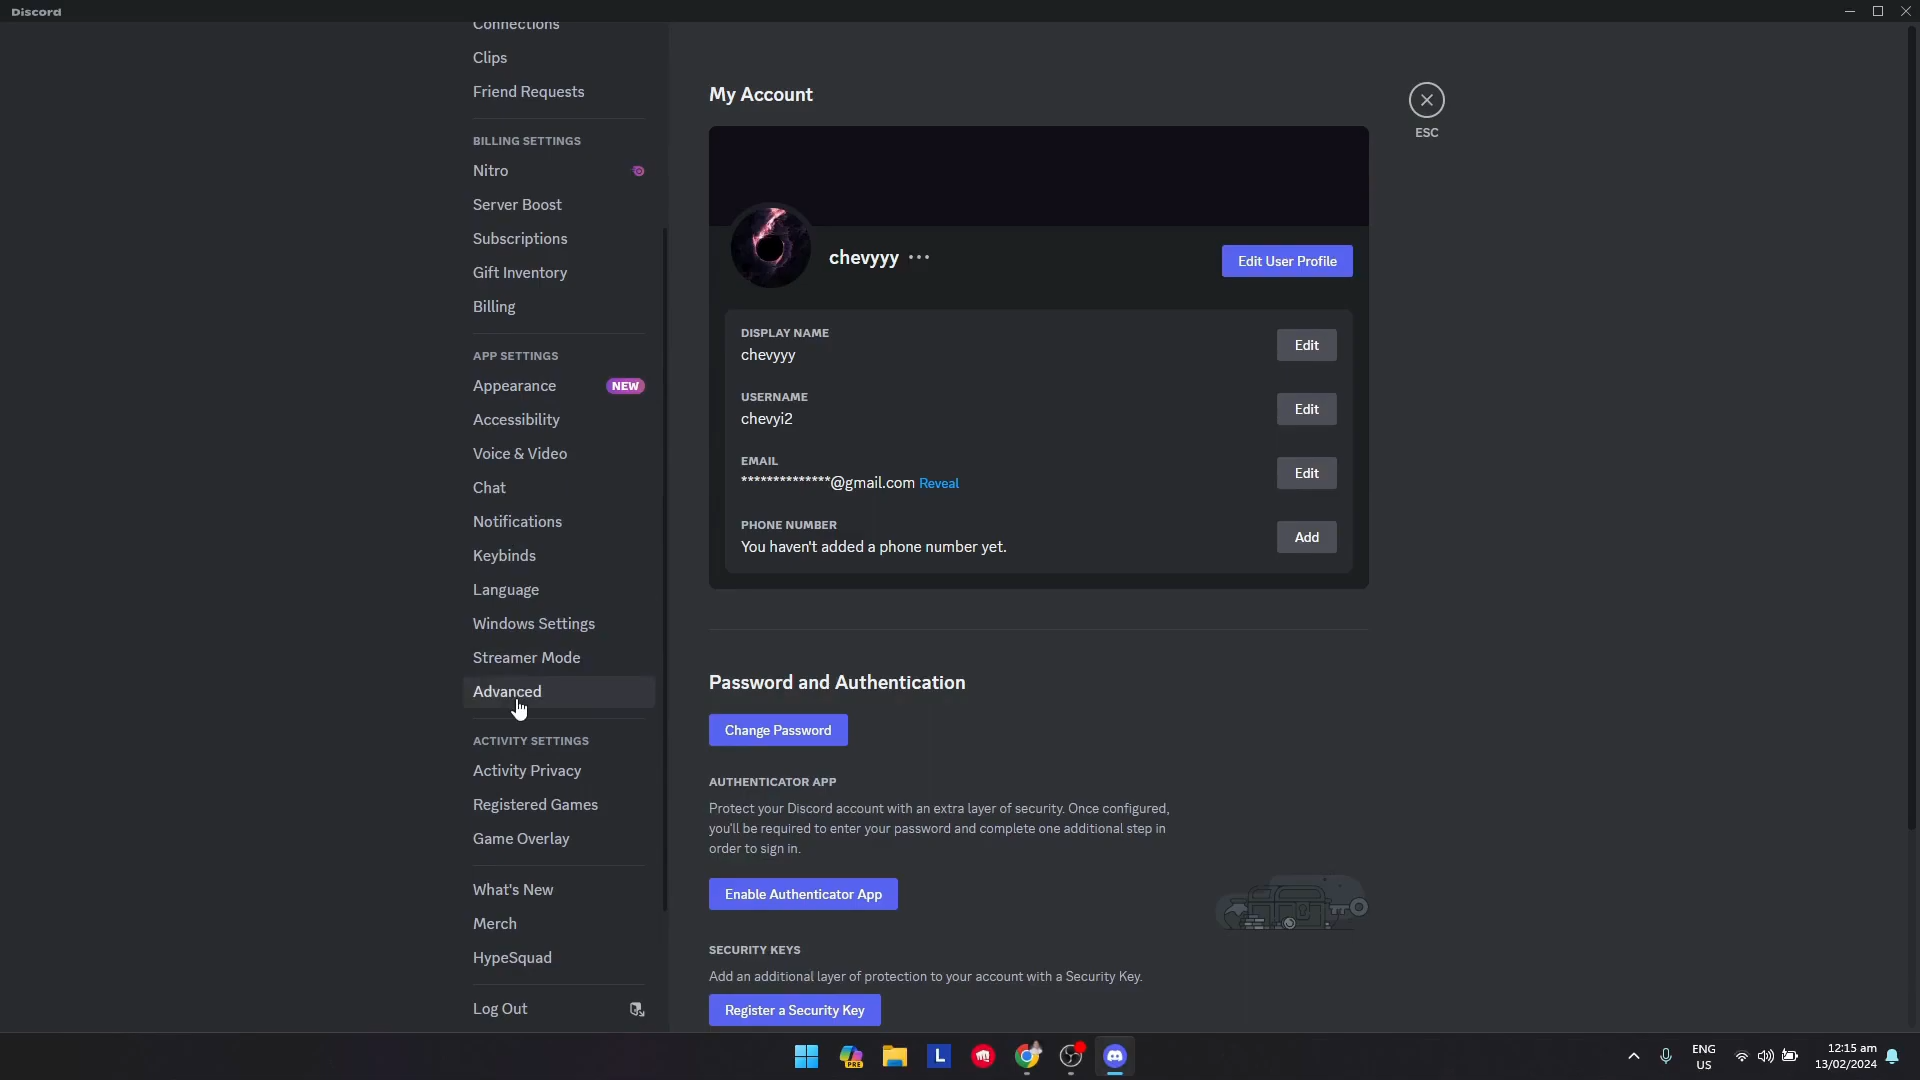 Discord
Connections
Clips
Friend Requests
BILLING SETTINGS
Nitro
Server Boost
Subscriptions
Gift Inventory
Billing
APP SETTINGS
Appearance NEW
Accessibility
Voice & Video
Chat
Notifications
Keybinds
Language
Windows Settings
Streamer Mode
Advanced
ACTIVITY SETTINGS
Activity Privacy
Registered Games
Game Overlay
What's New
Merch
HypeSquad
Log Out
My Account
ESC
chevyyy
Edit User Profile
DISPLAY NAME
chevyyy
Edit
USERNAME
chevyi2
Edit
EMAIL
**************@gmail.com Reveal
Edit
PHONE NUMBER
You haven't added a phone number yet.
Add
Password and Authentication
Change Password
AUTHENTICATOR APP
Protect your Discord account with an extra layer of security. Once configured,
you'll be required to enter your password and complete one additional step in
order to sign in.
Enable Authenticator App
SECURITY KEYS
Add an additional layer of protection to your account with a Security Key.
Register a Security Key
PRE
L
ENG
US
12:15 am
13/02/2024